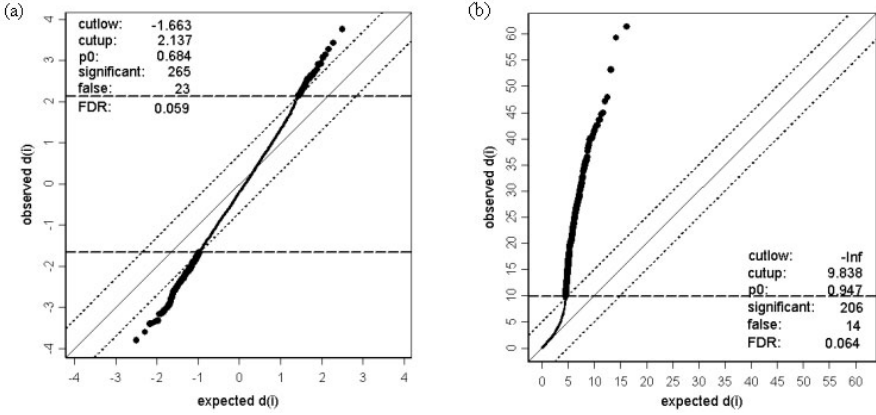 (a)
cutlow: -1.663
cutup: 2.137
p0: 0.684
significant: 265
false: 23
FDR: 0.059
observed d(i)
4
3
2
1
0
-1
-2
-3
-4
-4 -3 -2 -1 0 1 2 3 4
expected d(i)
(b)
observed d(i)
60
55
50
45
40
35
30
25
20
15
10
5
0
cutlow: -Inf
cutup: 9.838
p0: 0.947
significant: 206
false: 14
FDR: 0.064
0 5 10 15 20 25 30 35 40 45 50 55 60
expected d(i)